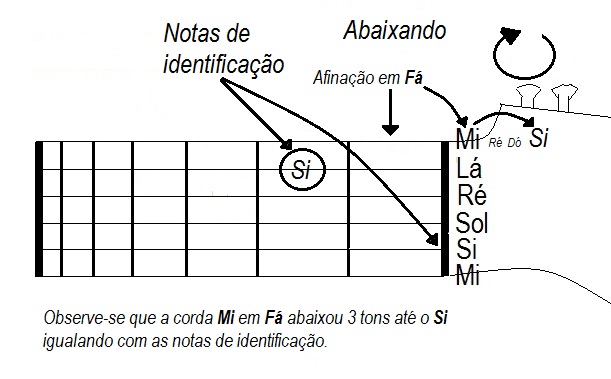 Notas de
identificação
Abaixando
Afinação em Fá
Mi Ré Dó Si
Si
Lá
Ré
Sol
Si
Mi
Observe-se que a corda Mi em Fá abaixou 3 tons até o Si
igualando com as notas de identificação.